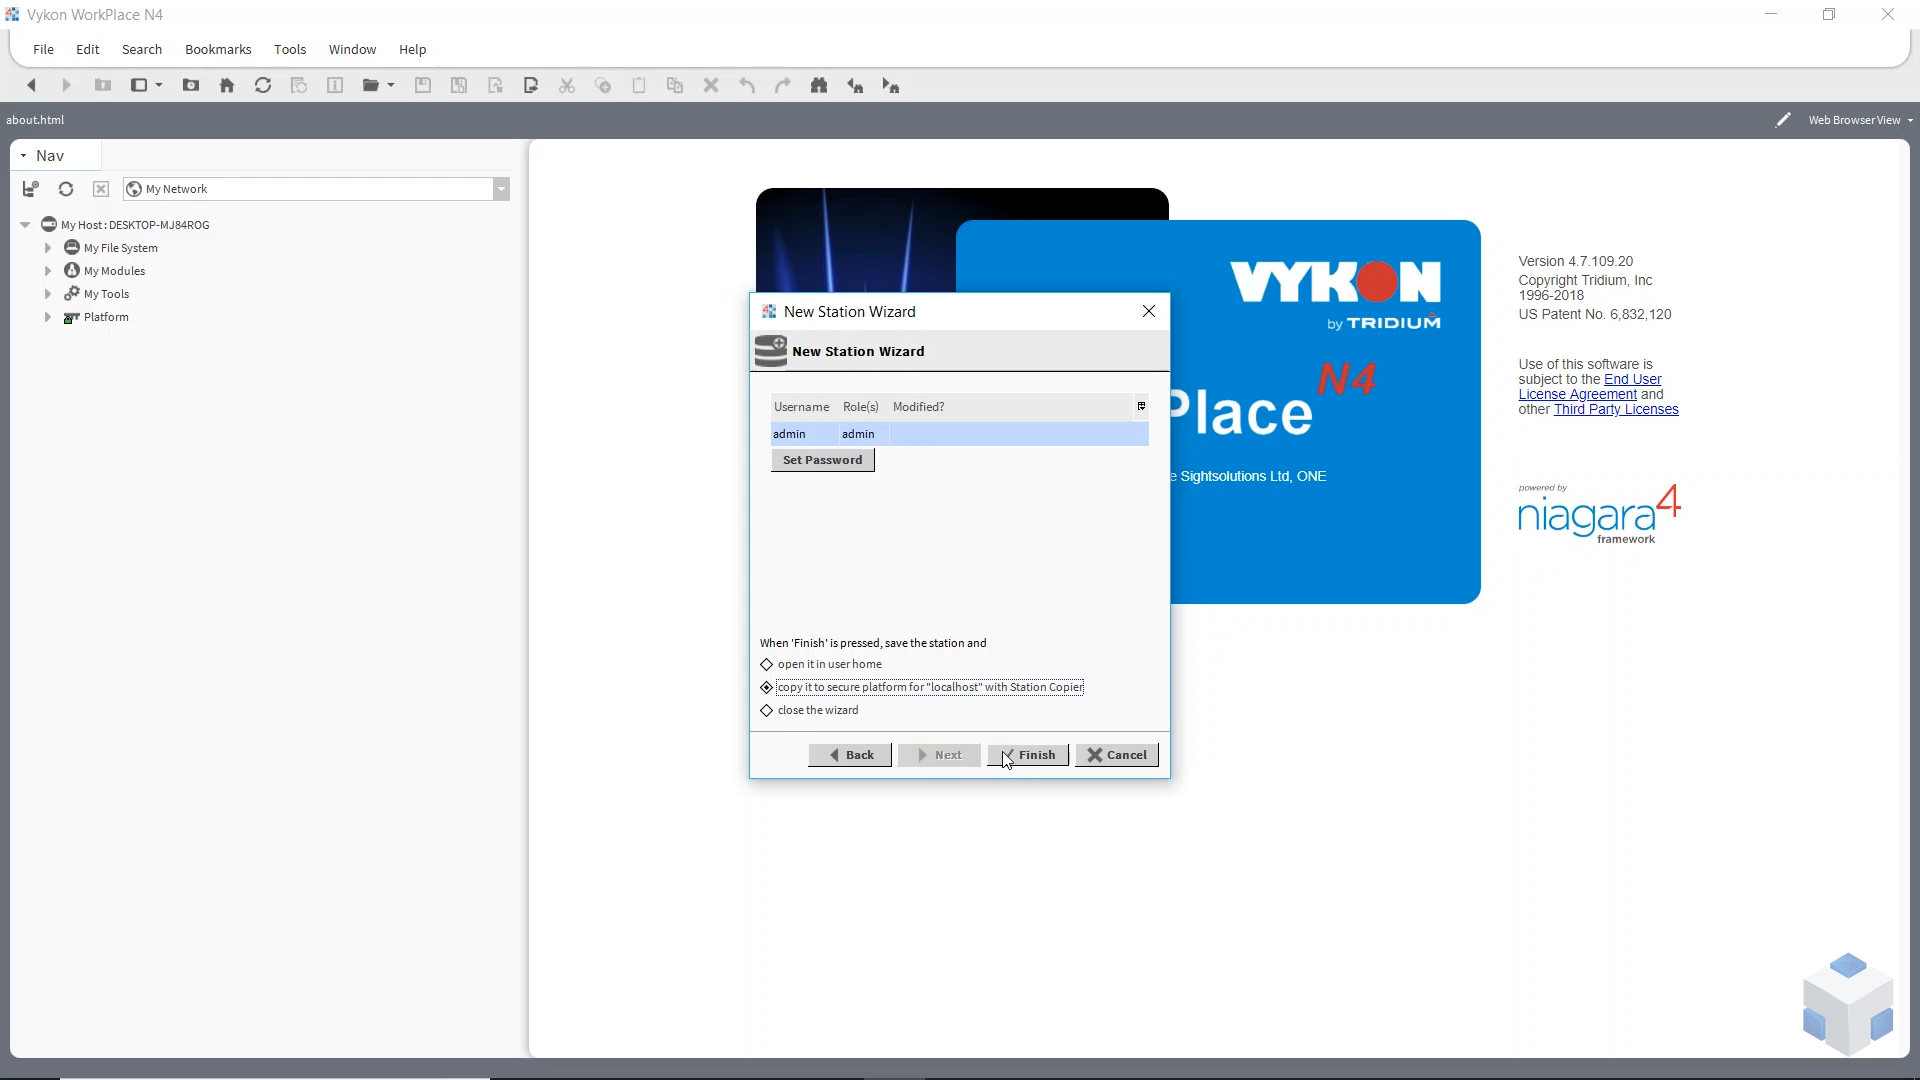 Vykon WorkPlace N4
File Edit Search Bookmarks Tools Window Help
about.html
Web Browser View
Nav
My Network
My Host : DESKTOP-MJ84ROG
My File System
My Modules
My Tools
Platform
VYKON
by TRIDIUM
N4
Place
e Sightsolutions Ltd, ONE
Version 4.7.109.20
Copyright Tridium, Inc
1996-2018
US Patent No. 6,832,120
Use of this software is
subject to the End User
License Agreement and
other Third Party Licenses
powered by
niagara4
framework
New Station Wizard
New Station Wizard
Username Role(s) Modified?
admin admin
Set Password
When 'Finish' is pressed, save the station and
open it in user home
copy it to secure platform for "localhost" with Station Copier
close the wizard
Back Next Finish Cancel